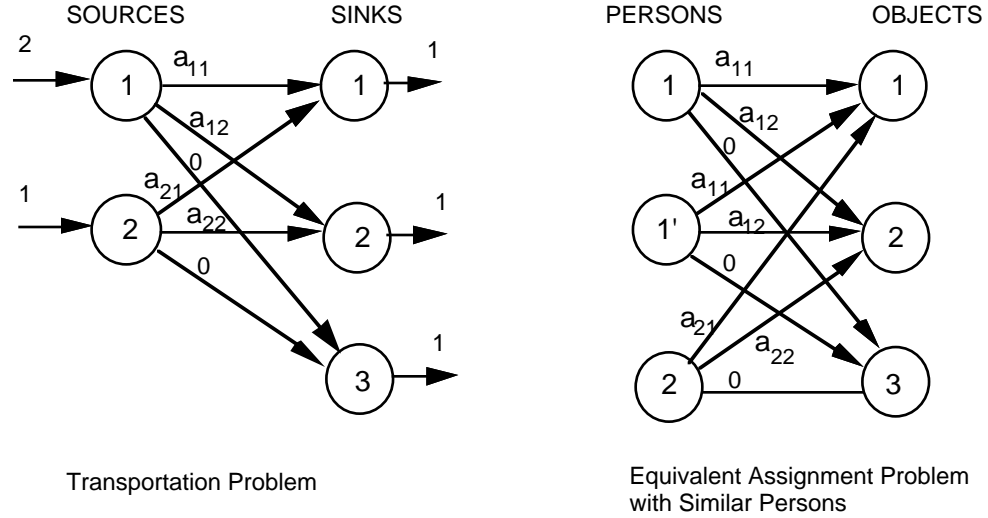 SOURCES SINKS PERSONS OBJECTS
2 1
1 a11 1 1 a11 1
a12 a12
0 0
1 a21 1 a11
2 a22 2 1' a12 2
0 0
1 a21
a22
3 2 0 3
Transportation Problem
Equivalent Assignment Problem
with Similar Persons